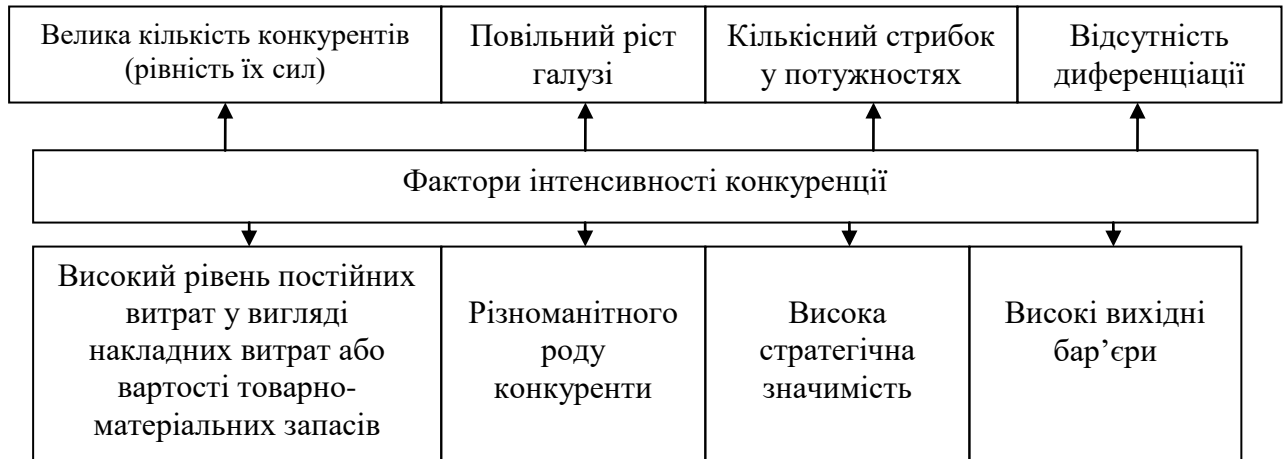 Велика кількість конкурентів
(рівність їх сил)
Повільний ріст
галузі
Кількісний стрибок
у потужностях
Відсутність
диференціації
Фактори інтенсивності конкуренції
Високий рівень постійних
витрат у вигляді
накладних витрат або
вартості товарно-
матеріальних запасів
Різноманітного
роду
конкуренти
Висока
стратегічна
значимість
Високі вихідні
бар’єри